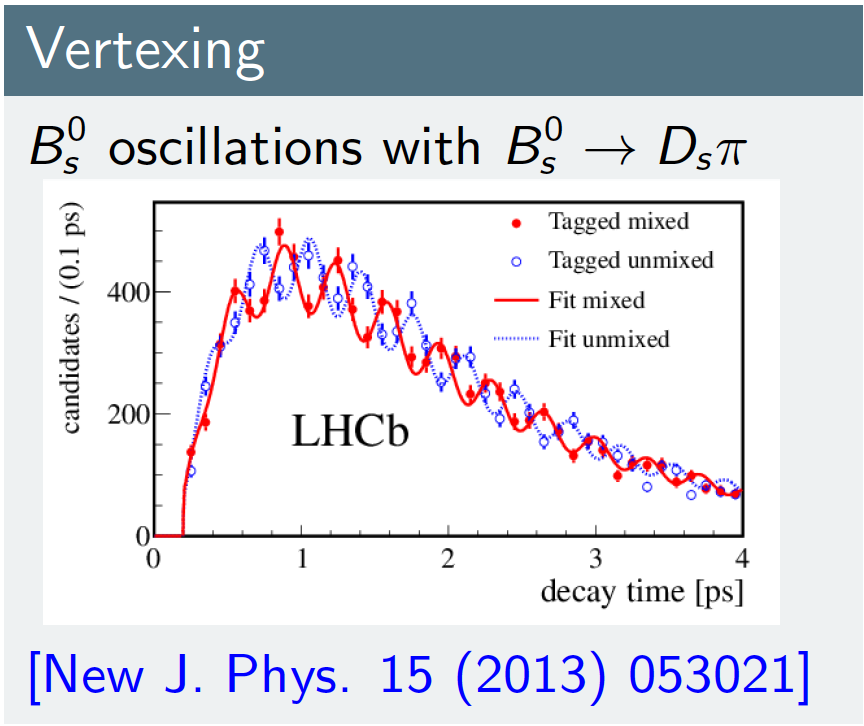 Vertexing
B⁰ₛ oscillations with B⁰ₛ → Dₛπ
candidates / (0.1 ps)
400
200
0
Tagged mixed
Tagged unmixed
Fit mixed
Fit unmixed
LHCb
0 1 2 3 4
decay time [ps]
[New J. Phys. 15 (2013) 053021]